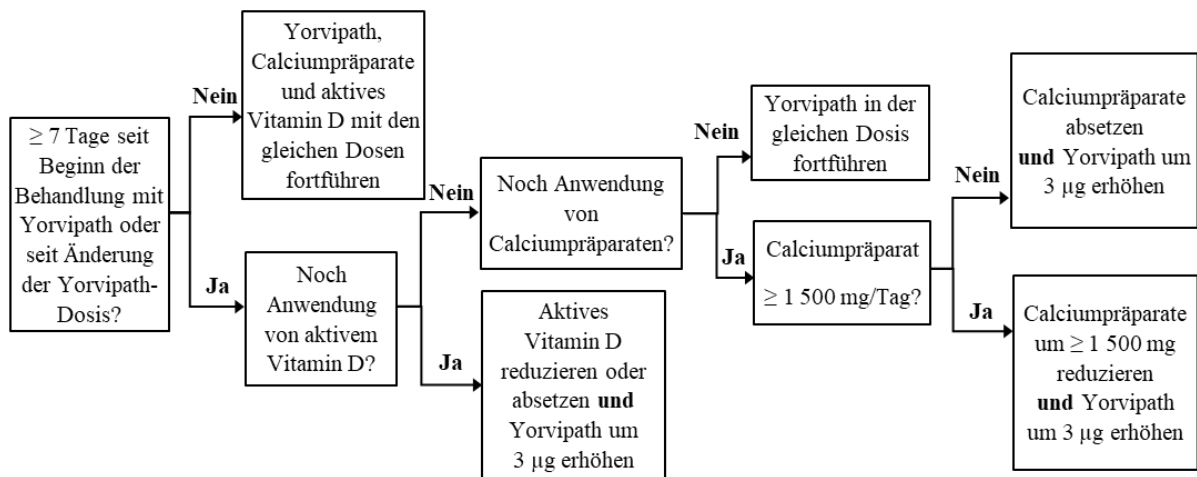 ≥ 7 Tage seit
Beginn der
Behandlung mit
Yorvipath oder
seit Änderung
der Yorvipath-
Dosis?
Nein
Yorvipath,
Calciumpräparate
und aktives
Vitamin D mit den
gleichen Dosen
fortführen
Ja
Noch
Anwendung
von aktivem
Vitamin D?
Nein
Noch Anwendung
von
Calciumpräparaten?
Ja
Aktives
Vitamin D
reduzieren oder
absetzen und
Yorvipath um
3 µg erhöhen
Nein
Yorvipath in der
gleichen Dosis
fortführen
Ja
Calciumpräparat
≥ 1 500 mg/Tag?
Nein
Calciumpräparate
absetzen
und Yorvipath um
3 µg erhöhen
Ja
Calciumpräparate
um ≥ 1 500 mg
reduzieren
und Yorvipath
um 3 µg erhöhen